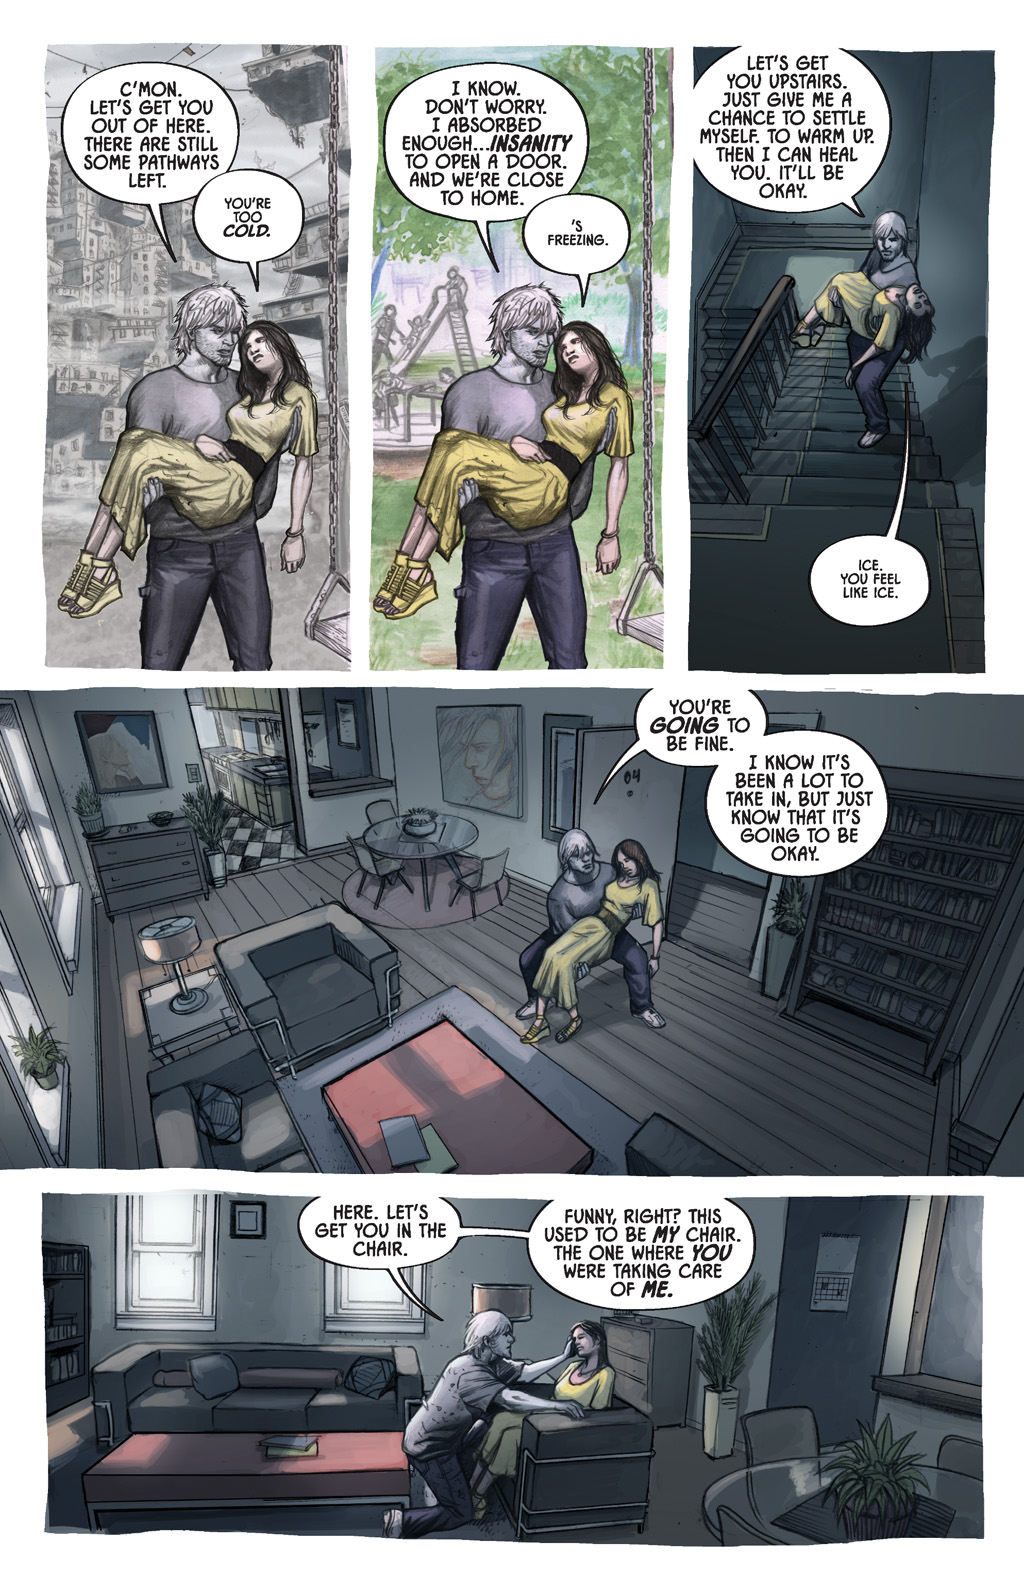 C'MON.
LET'S GET YOU
OUT OF HERE.
THERE ARE STILL
SOME PATHWAYS
LEFT.
YOU'RE
TOO
COLD.
I KNOW.
DON'T WORRY.
I ABSORBED
ENOUGH...INSANITY
TO OPEN A DOOR.
AND WE'RE CLOSE
TO HOME.
'S
FREEZING.
LET'S GET
YOU UPSTAIRS.
JUST GIVE ME A
CHANCE TO SETTLE
MYSELF. TO WARM UP.
THEN I CAN HEAL
YOU. IT'LL BE
OKAY.
ICE.
YOU FEEL
LIKE ICE.
YOU'RE
GOING TO
BE FINE.
I KNOW IT'S
BEEN A LOT TO
TAKE IN, BUT JUST
KNOW THAT IT'S
GOING TO BE
OKAY.
04
HERE. LET'S
GET YOU IN THE
CHAIR.
FUNNY, RIGHT? THIS
USED TO BE MY CHAIR.
THE ONE WHERE YOU
WERE TAKING CARE
OF ME.